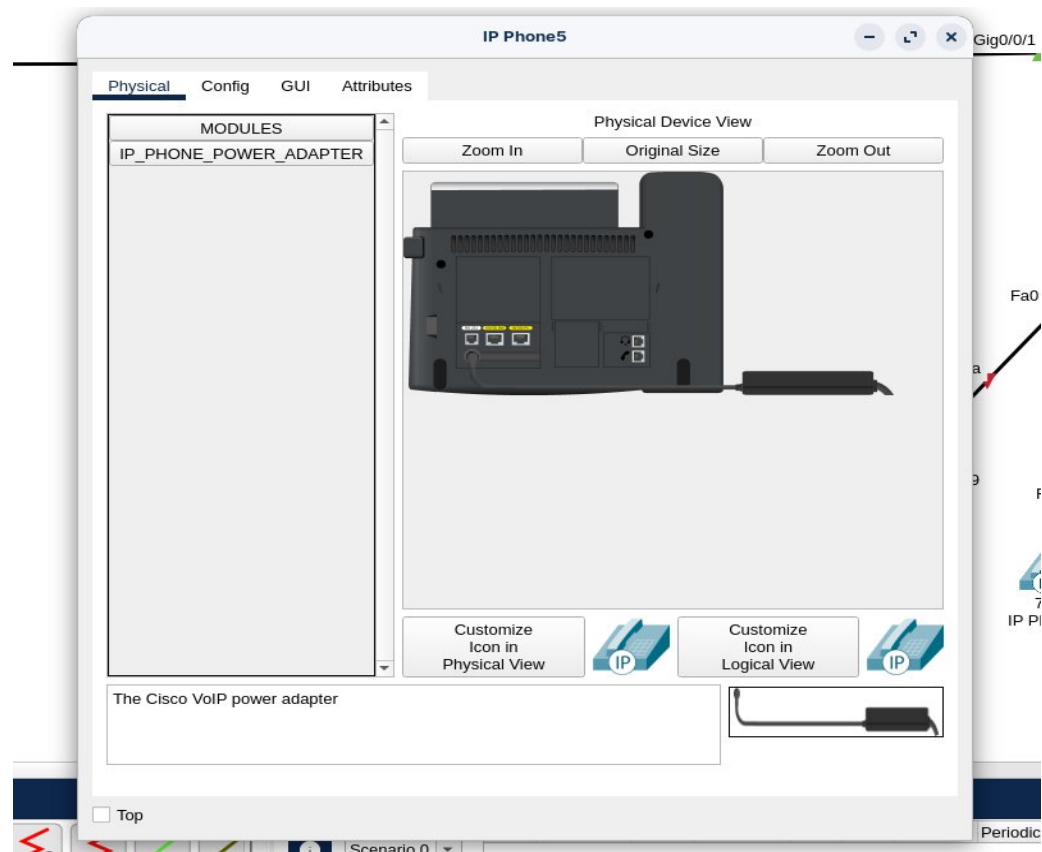 IP Phone5
Gig0/0/1
Physical
Config
GUI
Attributes
MODULES
IP_PHONE_POWER_ADAPTER
Physical Device View
Zoom In
Original Size
Zoom Out
Fa0
a
9
F
7
IP P
Customize
Icon in
Physical View
IP
Customize
Icon in
Logical View
IP
The Cisco VoIP power adapter
Top
Scenario 0
Periodic